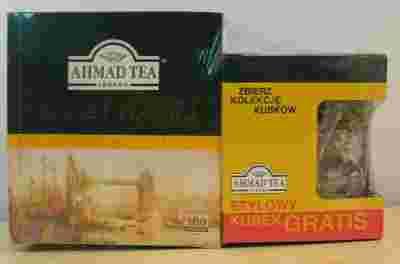 AHMAD TEA
LONDON
100
ZBIERZ
KOLEKCJĘ
KUBKÓW
AHMAD TEA
STYLOWY
KUBEK GRATIS